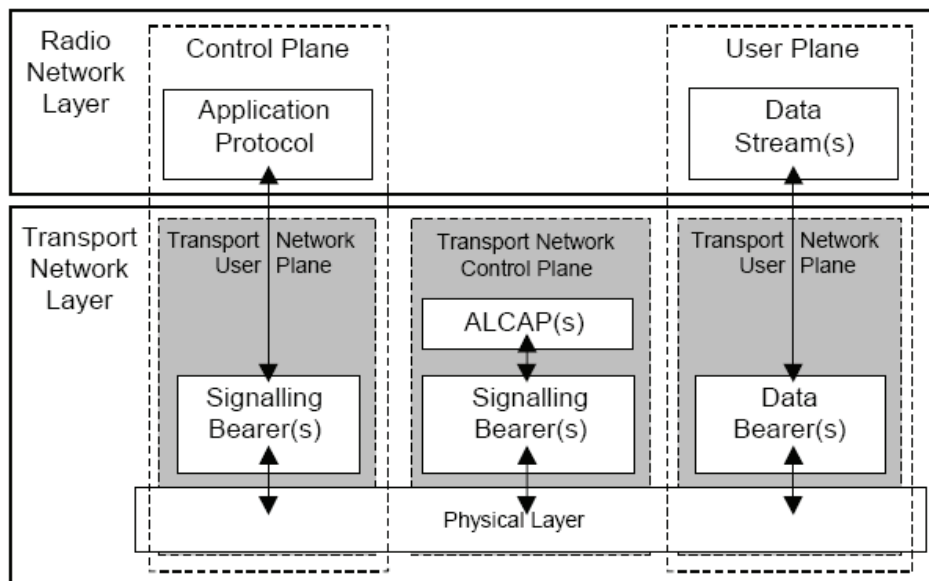 Radio
Network
Layer
Control Plane
Application
Protocol
User Plane
Data
Stream(s)
Transport
Network
Layer
Transport Network
User Plane
Signalling
Bearer(s)
Transport Network
Control Plane
ALCAP(s)
Signalling
Bearer(s)
Transport Network
User Plane
Data
Bearer(s)
Physical Layer